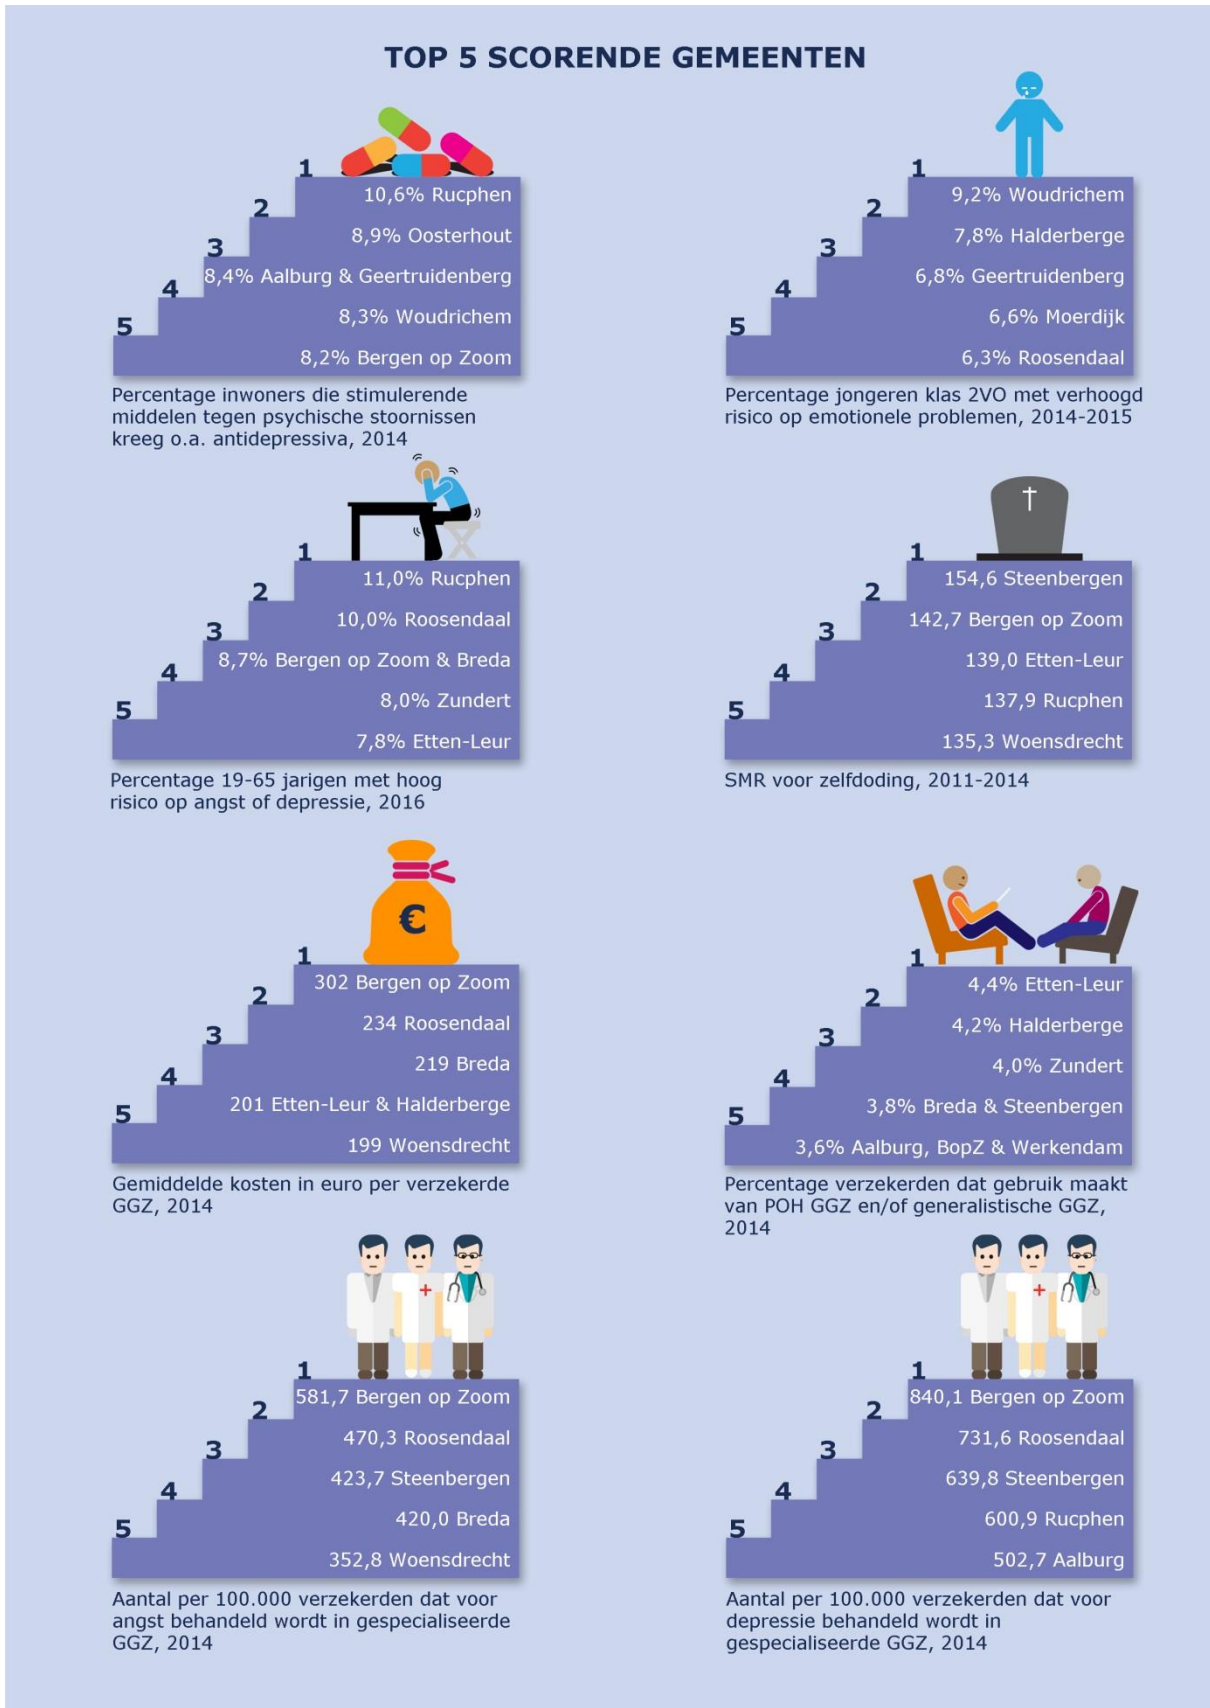 TOP 5 SCORENDE GEMEENTEN
1
10,6% Rucphen
2
8,9% Oosterhout
3
8,4% Aalburg & Geertruidenberg
4
8,3% Woudrichem
5
8,2% Bergen op Zoom
Percentage inwoners die stimulerende
middelen tegen psychische stoornissen
kreeg o.a. antidepressiva, 2014
1
9,2% Woudrichem
2
7,8% Halderberge
3
6,8% Geertruidenberg
4
6,6% Moerdijk
5
6,3% Roosendaal
Percentage jongeren klas 2VO met verhoogd
risico op emotionele problemen, 2014-2015
1
11,0% Rucphen
2
10,0% Roosendaal
3
8,7% Bergen op Zoom & Breda
4
8,0% Zundert
5
7,8% Etten-Leur
Percentage 19-65 jarigen met hoog
risico op angst of depressie, 2016
1
154,6 Steenbergen
2
142,7 Bergen op Zoom
3
139,0 Etten-Leur
4
137,9 Rucphen
5
135,3 Woensdrecht
SMR voor zelfdoding, 2011-2014
€
1
302 Bergen op Zoom
2
234 Roosendaal
3
219 Breda
4
201 Etten-Leur & Halderberge
5
199 Woensdrecht
Gemiddelde kosten in euro per verzekerde
GGZ, 2014
1
4,4% Etten-Leur
2
4,2% Halderberge
3
4,0% Zundert
4
3,8% Breda & Steenbergen
5
3,6% Aalburg, BopZ & Werkendam
Percentage verzekerden dat gebruik maakt
van POH GGZ en/of generalistische GGZ,
2014
1
581,7 Bergen op Zoom
2
470,3 Roosendaal
3
423,7 Steenbergen
4
420,0 Breda
5
352,8 Woensdrecht
Aantal per 100.000 verzekerden dat voor
angst behandeld wordt in gespecialiseerde
GGZ, 2014
1
840,1 Bergen op Zoom
2
731,6 Roosendaal
3
639,8 Steenbergen
4
600,9 Rucphen
5
502,7 Aalburg
Aantal per 100.000 verzekerden dat voor
depressie behandeld wordt in
gespecialiseerde GGZ, 2014